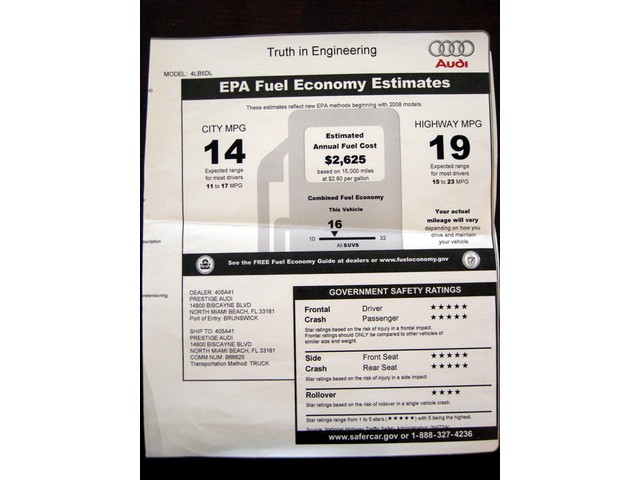 Truth in Engineering
Audi
MODEL: 4LB5DL
EPA Fuel Economy Estimates
These estimates reflect new EPA methods beginning with 2008 models.
CITY MPG
14
Expected range
for most drivers
11 to 17 MPG
Estimated
Annual Fuel Cost
$2,625
based on 15,000 miles
at $2.80 per gallon
HIGHWAY MPG
19
Expected range
for most drivers
15 to 23 MPG
Combined Fuel Economy
This Vehicle
16
10 32
All SUVS
Your actual
mileage will vary
depending on how you
drive and maintain
your vehicle.
See the FREE Fuel Economy Guide at dealers or www.fueleconomy.gov
DEALER: 405A41
PRESTIGE AUDI
14800 BISCAYNE BLVD
NORTH MIAMI BEACH, FL 33181
Port of Entry: BRUNSWICK
SHIP TO: 405A41
PRESTIGE AUDI
14800 BISCAYNE BLVD
NORTH MIAMI BEACH, FL 33181
COMM NUM: B66625
Transportation Method: TRUCK
GOVERNMENT SAFETY RATINGS
Frontal Driver ★★★★★
Crash Passenger ★★★★★
Star ratings based on the risk of injury in a frontal impact.
Frontal ratings should ONLY be compared to other vehicles of
similar size and weight.
Side Front Seat ★★★★★
Crash Rear Seat ★★★★★
Star ratings based on the risk of injury in a side impact.
Rollover ★★★★
Star ratings based on the risk of rollover in a single vehicle crash.
Star ratings range from 1 to 5 stars (★★★★★) with 5 being the highest.
Source: National Highway Traffic Safety Administration (NHTSA)
www.safercar.gov or 1-888-327-4236